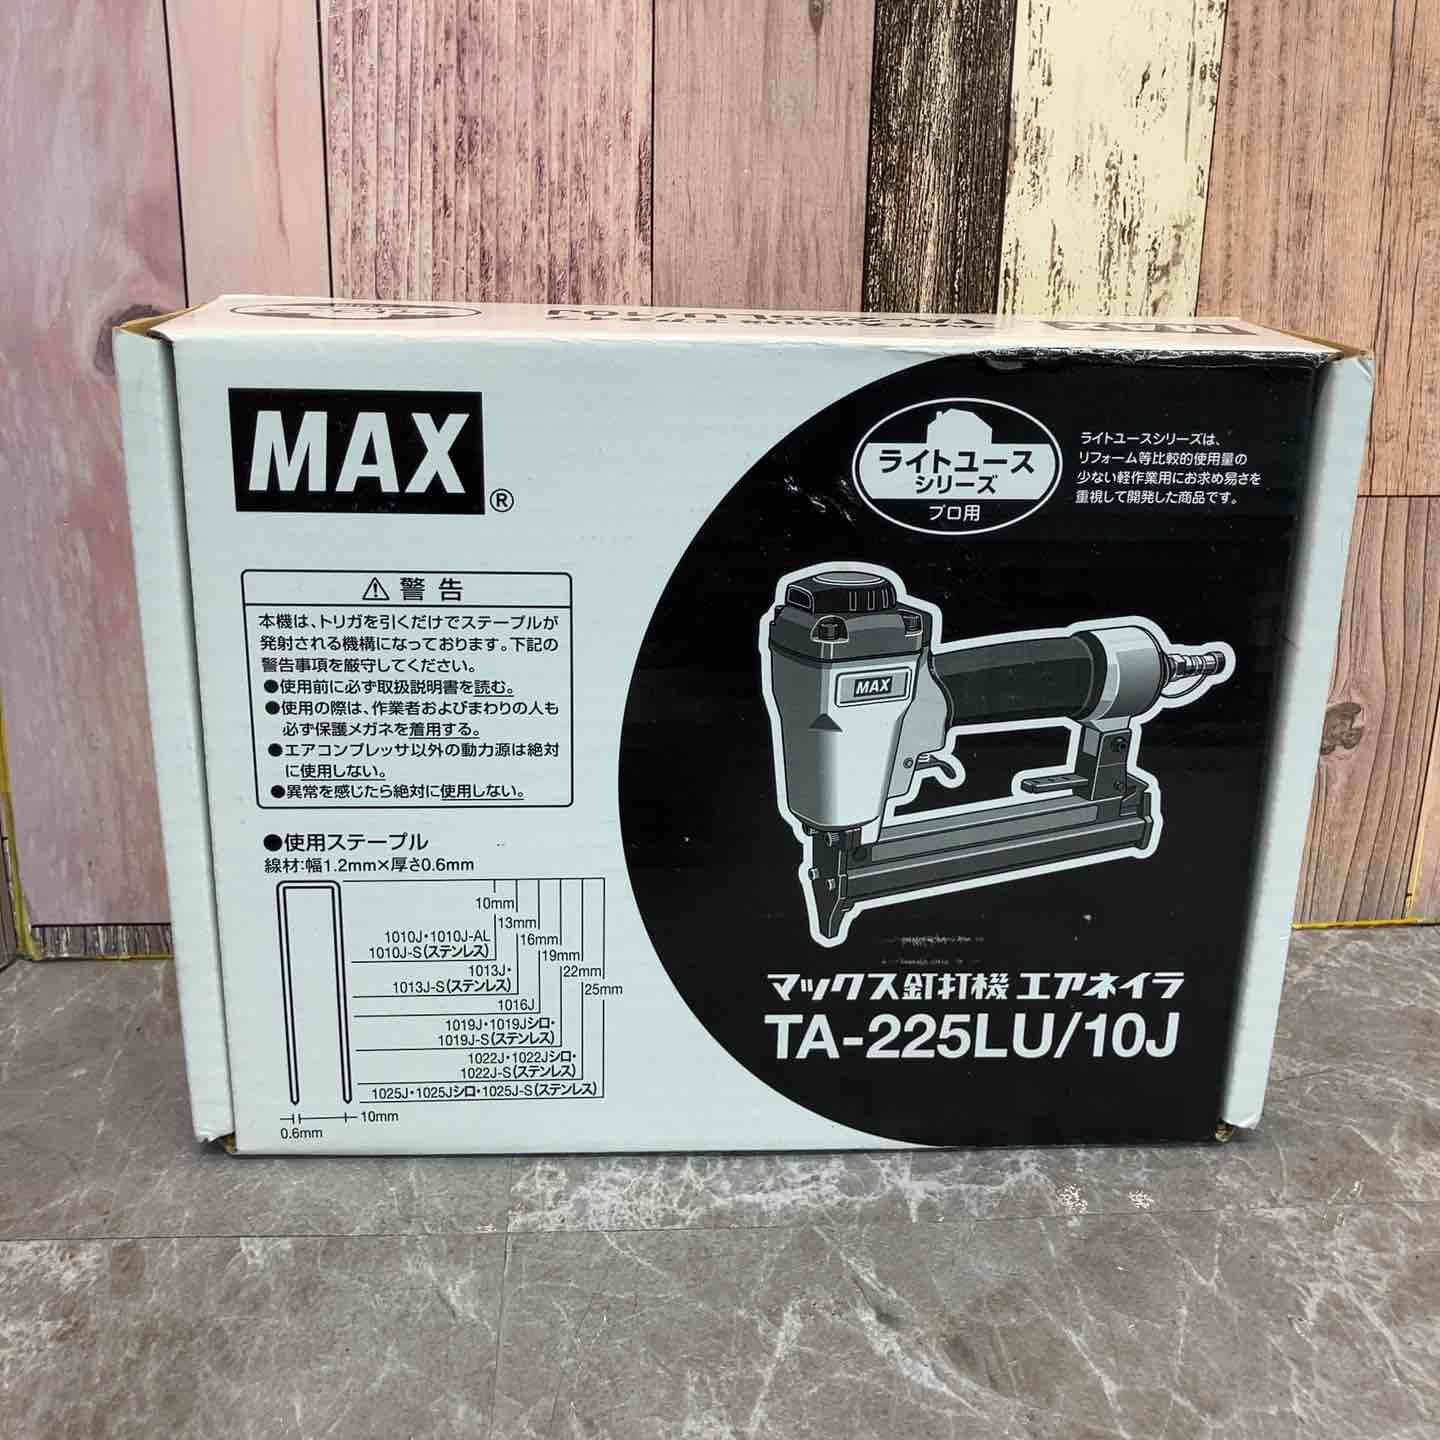 MAX
TA-225LU/10J
MAX®
ライトユース
シリーズ
プロ用
ライトユースシリーズは、
リフォーム等比較的使用量の
少ない軽作業用にお求め易さを
重視して開発した商品です。
⚠警告
本機は、トリガを引くだけでステープルが
発射される機構になっております。下記の
警告事項を厳守してください。
●使用前に必ず取扱説明書を読む。
●使用の際は、作業者およびまわりの人も
必ず保護メガネを着用する。
●エアコンプレッサ以外の動力源は絶対
に使用しない。
●異常を感じたら絶対に使用しない。
●使用ステープル
線材:幅1.2mm×厚さ0.6mm
10mm
13mm
1010J・1010J-AL
1010J-S(ステンレス)
16mm
19mm
1013J・
1013J-S(ステンレス)
22mm
25mm
1016J
1019J・1019Jシロ・
1019J-S(ステンレス)
1022J・1022Jシロ・
1022J-S(ステンレス)
1025J・1025Jシロ・1025J-S(ステンレス)
10mm
0.6mm
MAX
マックス釘打機 エアネイラ
TA-225LU/10J